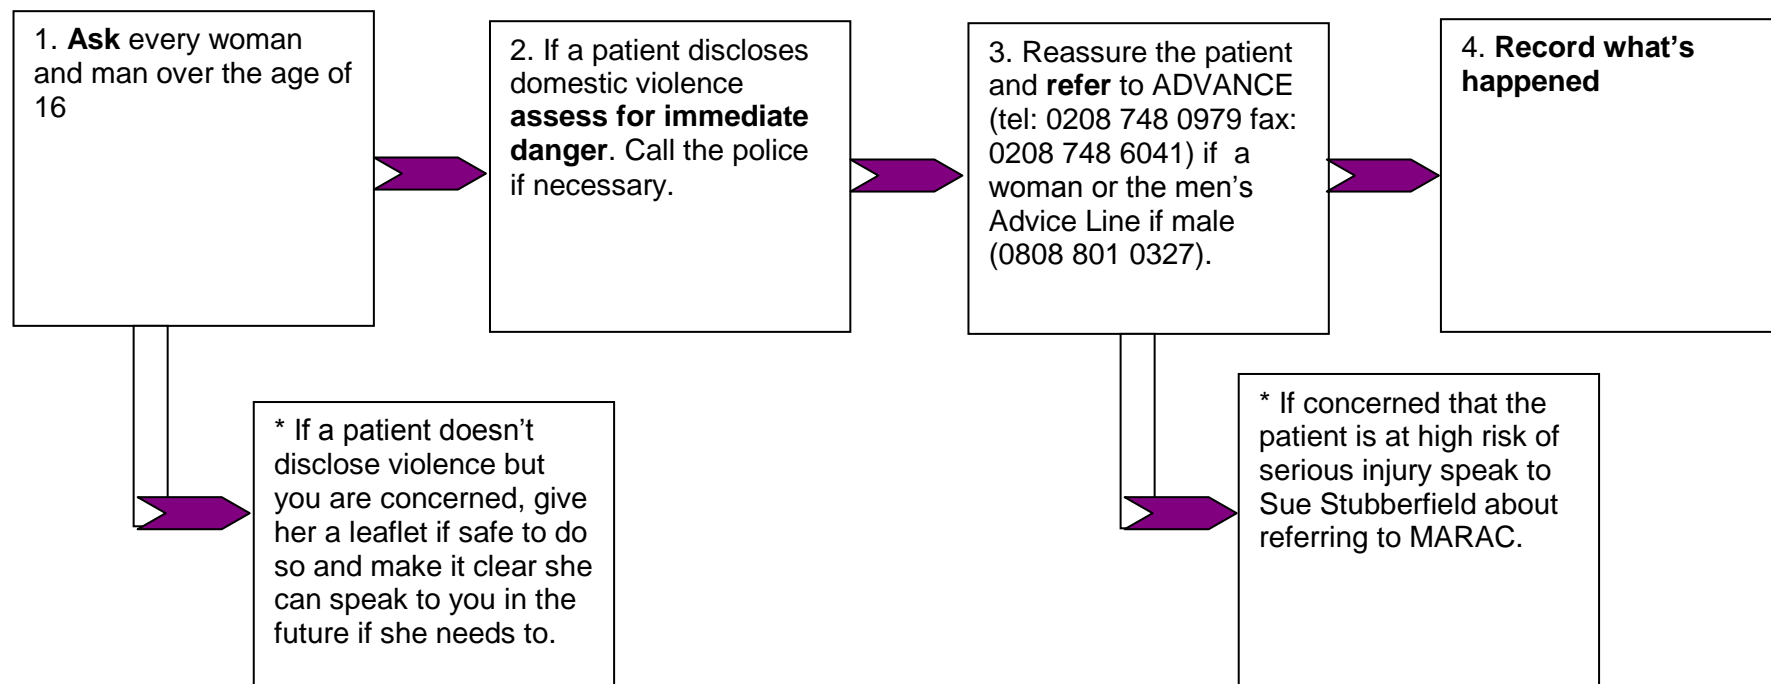 1. Ask every woman
and man over the age of
16
2. If a patient discloses
domestic violence
assess for immediate
danger. Call the police
if necessary.
3. Reassure the patient
and refer to ADVANCE
(tel: 0208 748 0979 fax:
0208 748 6041) if  a
woman or the men’s
Advice Line if male
(0808 801 0327).
4. Record what’s
happened
* If a patient doesn’t
disclose violence but
you are concerned, give
her a leaflet if safe to do
so and make it clear she
can speak to you in the
future if she needs to.
* If concerned that the
patient is at high risk of
serious injury speak to
Sue Stubberfield about
referring to MARAC.